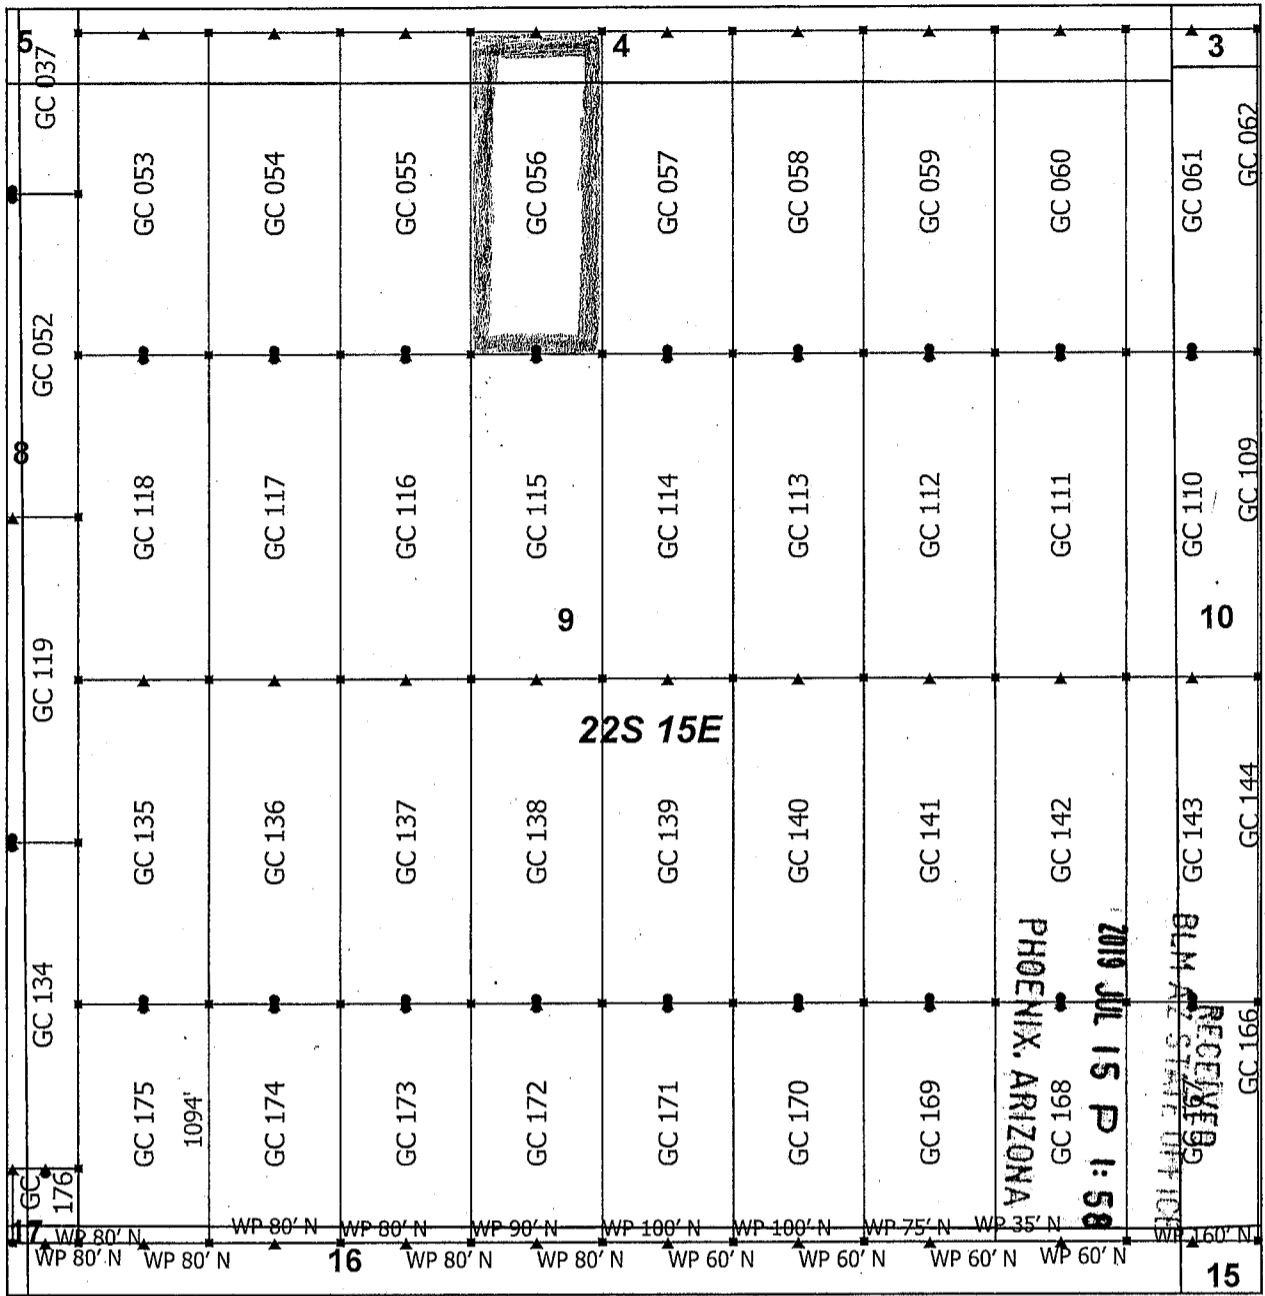 5
4
3
GC 037
GC 053
GC 054
GC 055
GC 056
GC 057
GC 058
GC 059
GC 060
GC 061
GC 062
GC 052
8
GC 118
GC 117
GC 116
GC 115
GC 114
GC 113
GC 112
GC 111
GC 110
GC 109
9
10
GC 119
22S 15E
GC 135
GC 136
GC 137
GC 138
GC 139
GC 140
GC 141
GC 142
GC 143
GC 144
GC 134
GC 175
1094'
GC 174
GC 173
GC 172
GC 171
GC 170
GC 169
GC 168
GC 166
RECEIVED
BLM AZ STATE OFFICE
2019 JUL 15 P 1:58
PHOENIX, ARIZONA
GC 176
17
WP 80' N
WP 80' N
WP 80' N
WP 90' N
WP 100' N
WP 100' N
WP 75' N
WP 35' N
WP 160' N
WP 80' N
WP 80' N
16
WP 80' N
WP 80' N
WP 60' N
WP 60' N
WP 60' N
WP 60' N
15